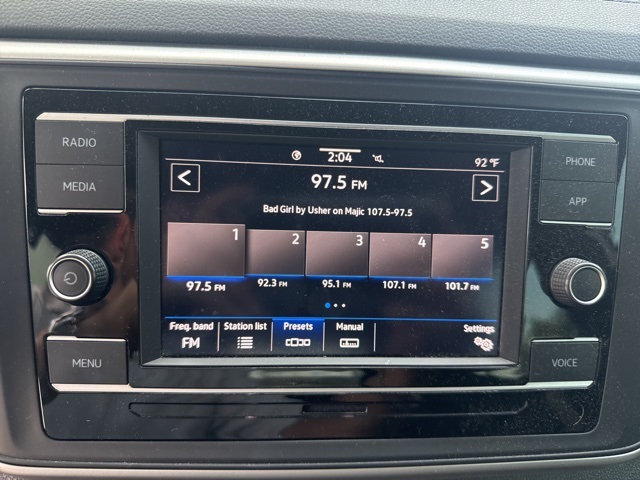 RADIO
MEDIA
MENU
2:04
92 °F
< 97.5 FM >
Bad Girl by Usher on Majic 107.5-97.5
1 2 3 4 5
97.5 FM 92.3 FM 95.1 FM 107.1 FM 101.7 FM
Freq. band Station list Presets Manual Settings
FM
PHONE
APP
VOICE